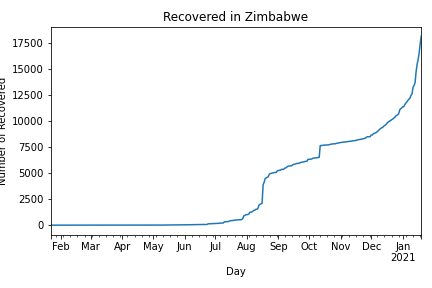 Recovered in Zimbabwe
Number of Recovered
17500
15000
12500
10000
7500
5000
2500
0
Feb Mar Apr May Jun Jul Aug Sep Oct Nov Dec Jan
2021
Day